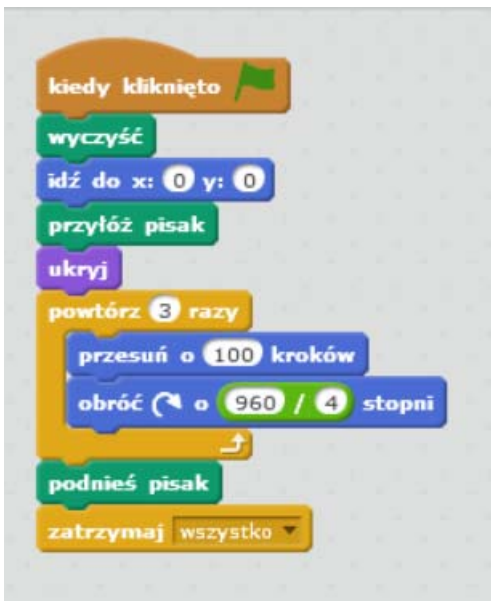 kiedy kliknięto
wyczyść
idź do x: 0 y: 0
przyłóż pisak
ukryj
powtórz 3 razy
przesuń o 100 kroków
obróć o 960 / 4 stopni
podnieś pisak
zatrzymaj wszystko